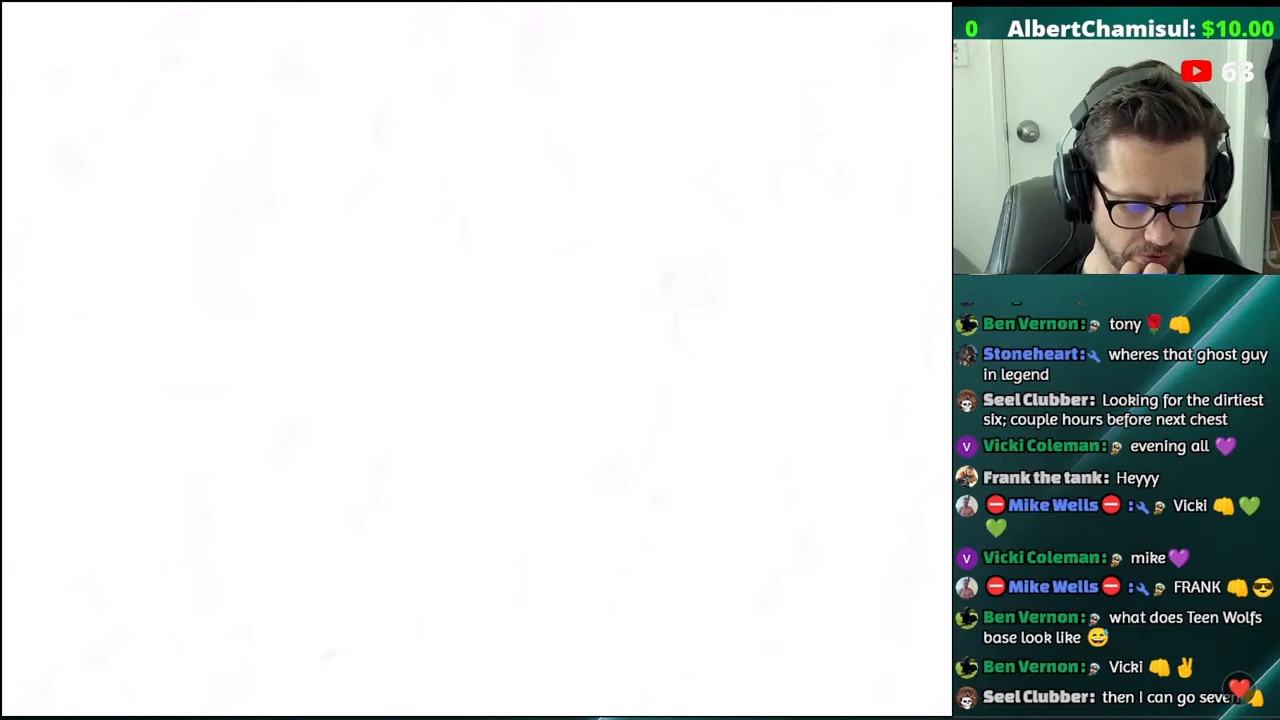 0 AlbertChamisul: $10.00
63
Ben Vernon: tony🌹👊
Stoneheart: wheres that ghost guy
in legend
Seel Clubber: Looking for the dirtiest
six; couple hours before next chest
Vicki Coleman: evening all 💜
Frank the tank: Heyyy
⛔Mike Wells⛔: Vicki 👊💚
💚
Vicki Coleman: mike💜
⛔Mike Wells⛔: FRANK 👊😎
Ben Vernon: what does Teen Wolfs
base look like 😅
Ben Vernon: Vicki 👊✌
Seel Clubber: then I can go seven